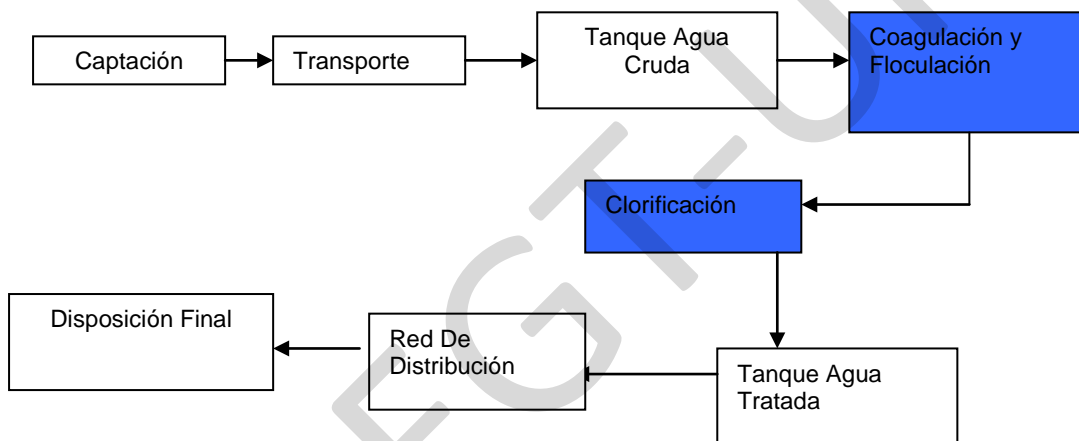 Captación
Transporte
Tanque Agua
Cruda
Coagulación y
Floculación
Clorificación
Tanque Agua
Tratada
Red De
Distribución
Disposición Final